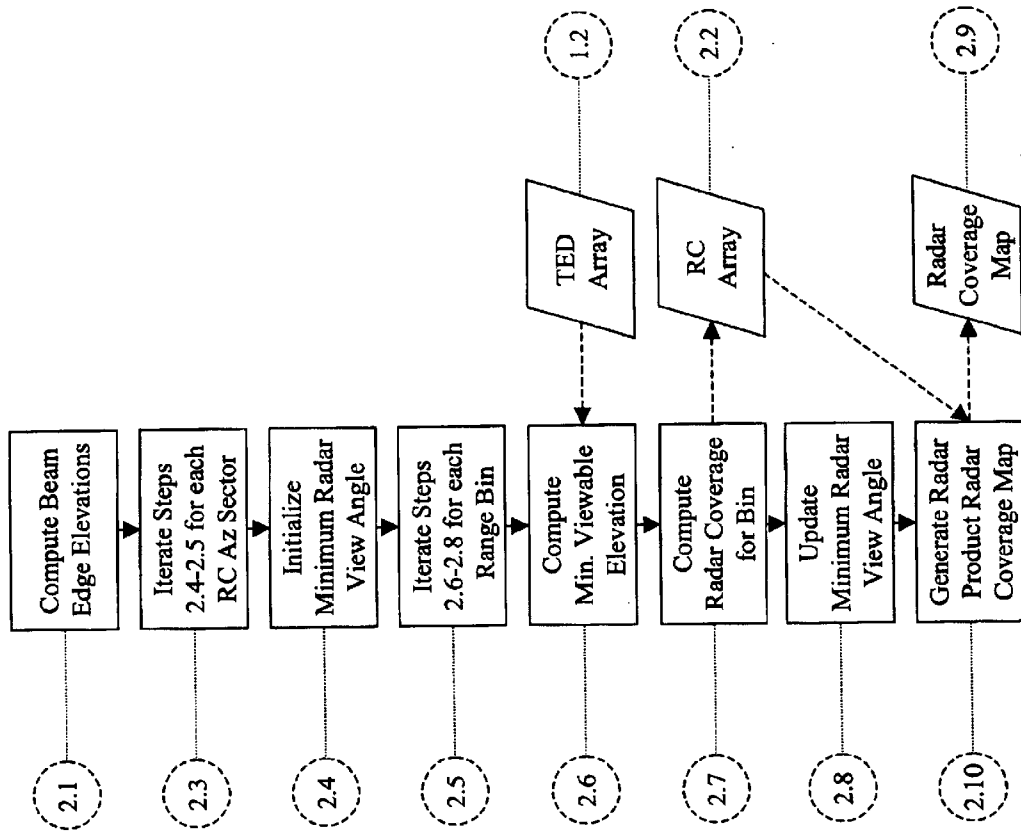 2.1
Compute Beam
Edge Elevations
2.3
Iterate Steps
2.4-2.5 for each
RC Az Sector
2.4
Initialize
Minimum Radar
View Angle
2.5
Iterate Steps
2.6-2.8 for each
Range Bin
2.6
Compute
Min. Viewable
Elevation
TED
Array
1.2
2.7
Compute
Radar Coverage
for Bin
RC
Array
2.2
2.8
Update
Minimum Radar
View Angle
2.10
Generate Radar
Product Radar
Coverage Map
Radar
Coverage
Map
2.9